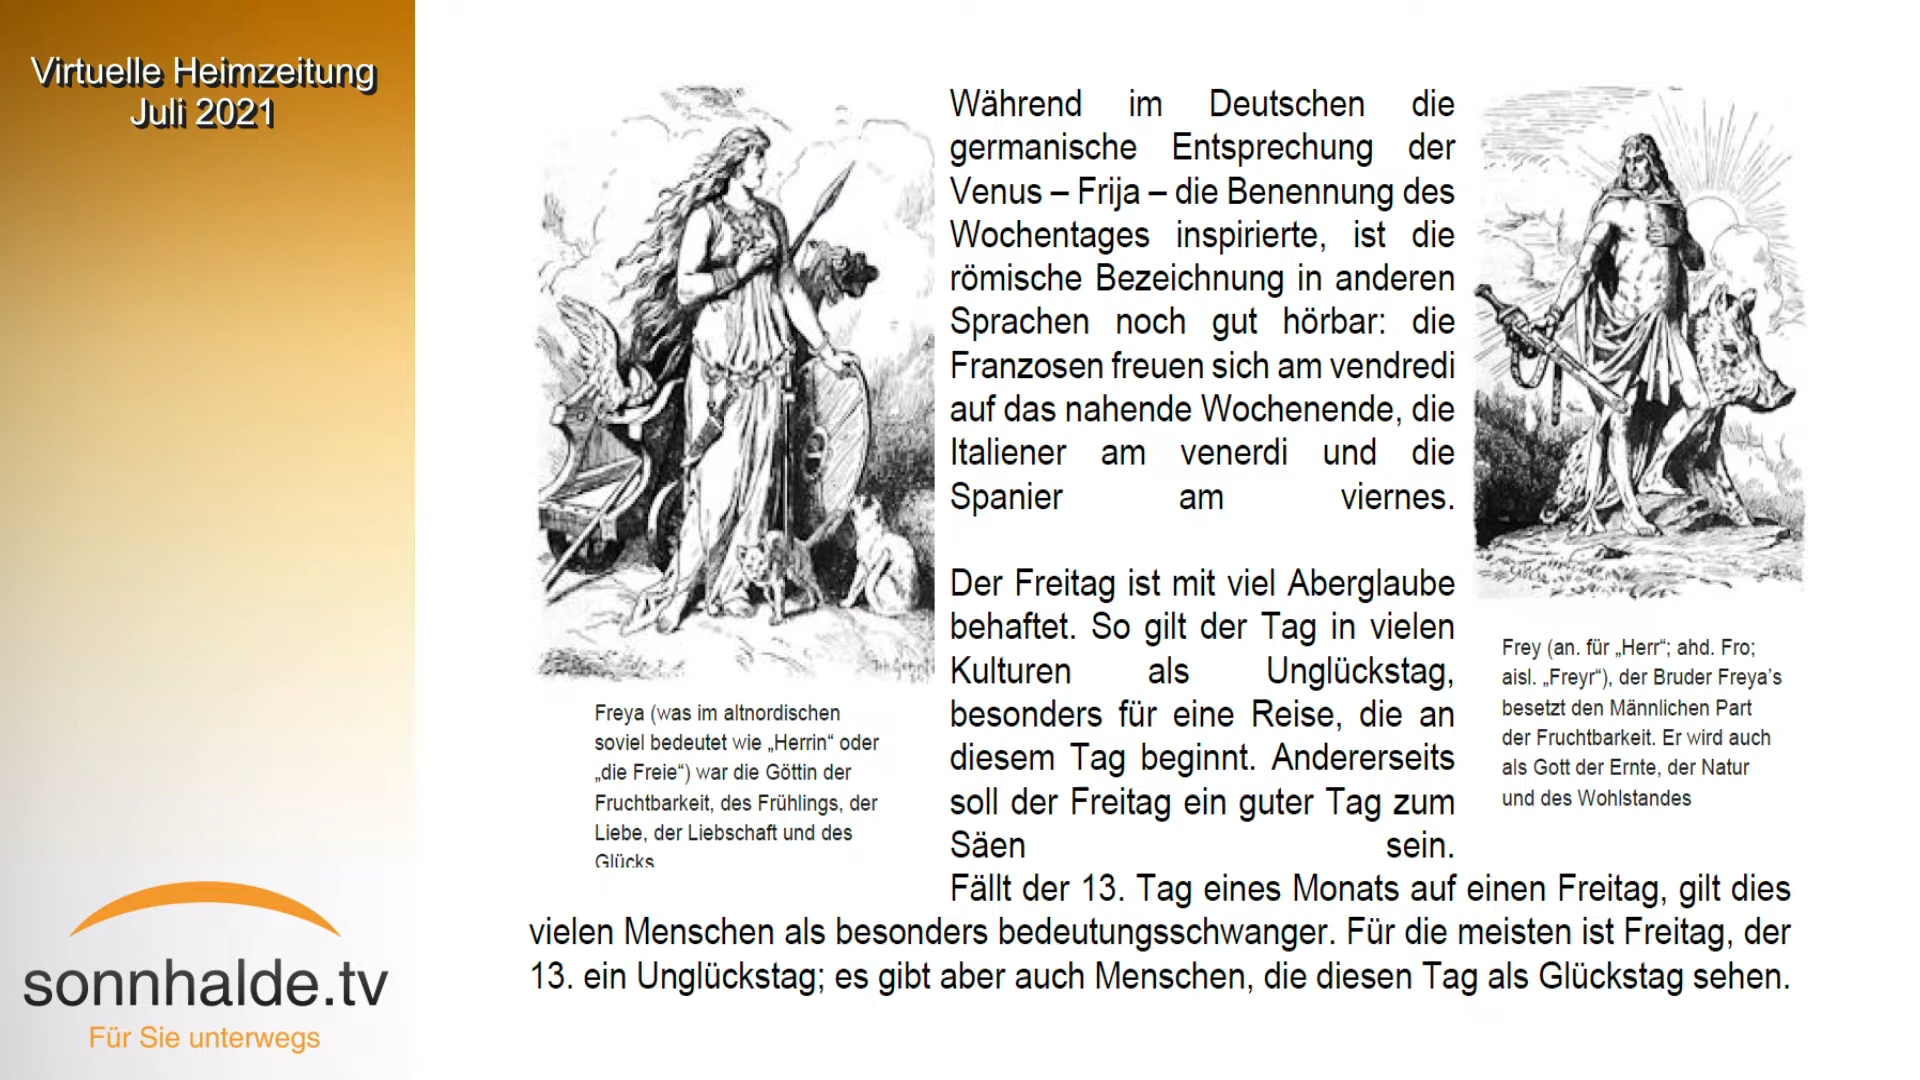 Virtuelle Heimzeitung
Juli 2021
Während im Deutschen die
germanische Entsprechung der
Venus – Frija – die Benennung des
Wochentages inspirierte, ist die
römische Bezeichnung in anderen
Sprachen noch gut hörbar: die
Franzosen freuen sich am vendredi
auf das nahende Wochenende, die
Italiener am venerdi und die
Spanier am viernes.
Der Freitag ist mit viel Aberglaube
behaftet. So gilt der Tag in vielen
Kulturen als Unglückstag,
besonders für eine Reise, die an
diesem Tag beginnt. Andererseits
soll der Freitag ein guter Tag zum
Säen sein.
Fällt der 13. Tag eines Monats auf einen Freitag, gilt dies
vielen Menschen als besonders bedeutungsschwanger. Für die meisten ist Freitag, der
13. ein Unglückstag; es gibt aber auch Menschen, die diesen Tag als Glückstag sehen.
Freya (was im altnordischen
soviel bedeutet wie „Herrin“ oder
„die Freie“) war die Göttin der
Fruchtbarkeit, des Frühlings, der
Liebe, der Liebschaft und des
Glücks
Frey (an. für „Herr“; ahd. Fro;
aisl. „Freyr“), der Bruder Freya’s
besetzt den Männlichen Part
der Fruchtbarkeit. Er wird auch
als Gott der Ernte, der Natur
und des Wohlstandes
sonnhalde.tv
Für Sie unterwegs